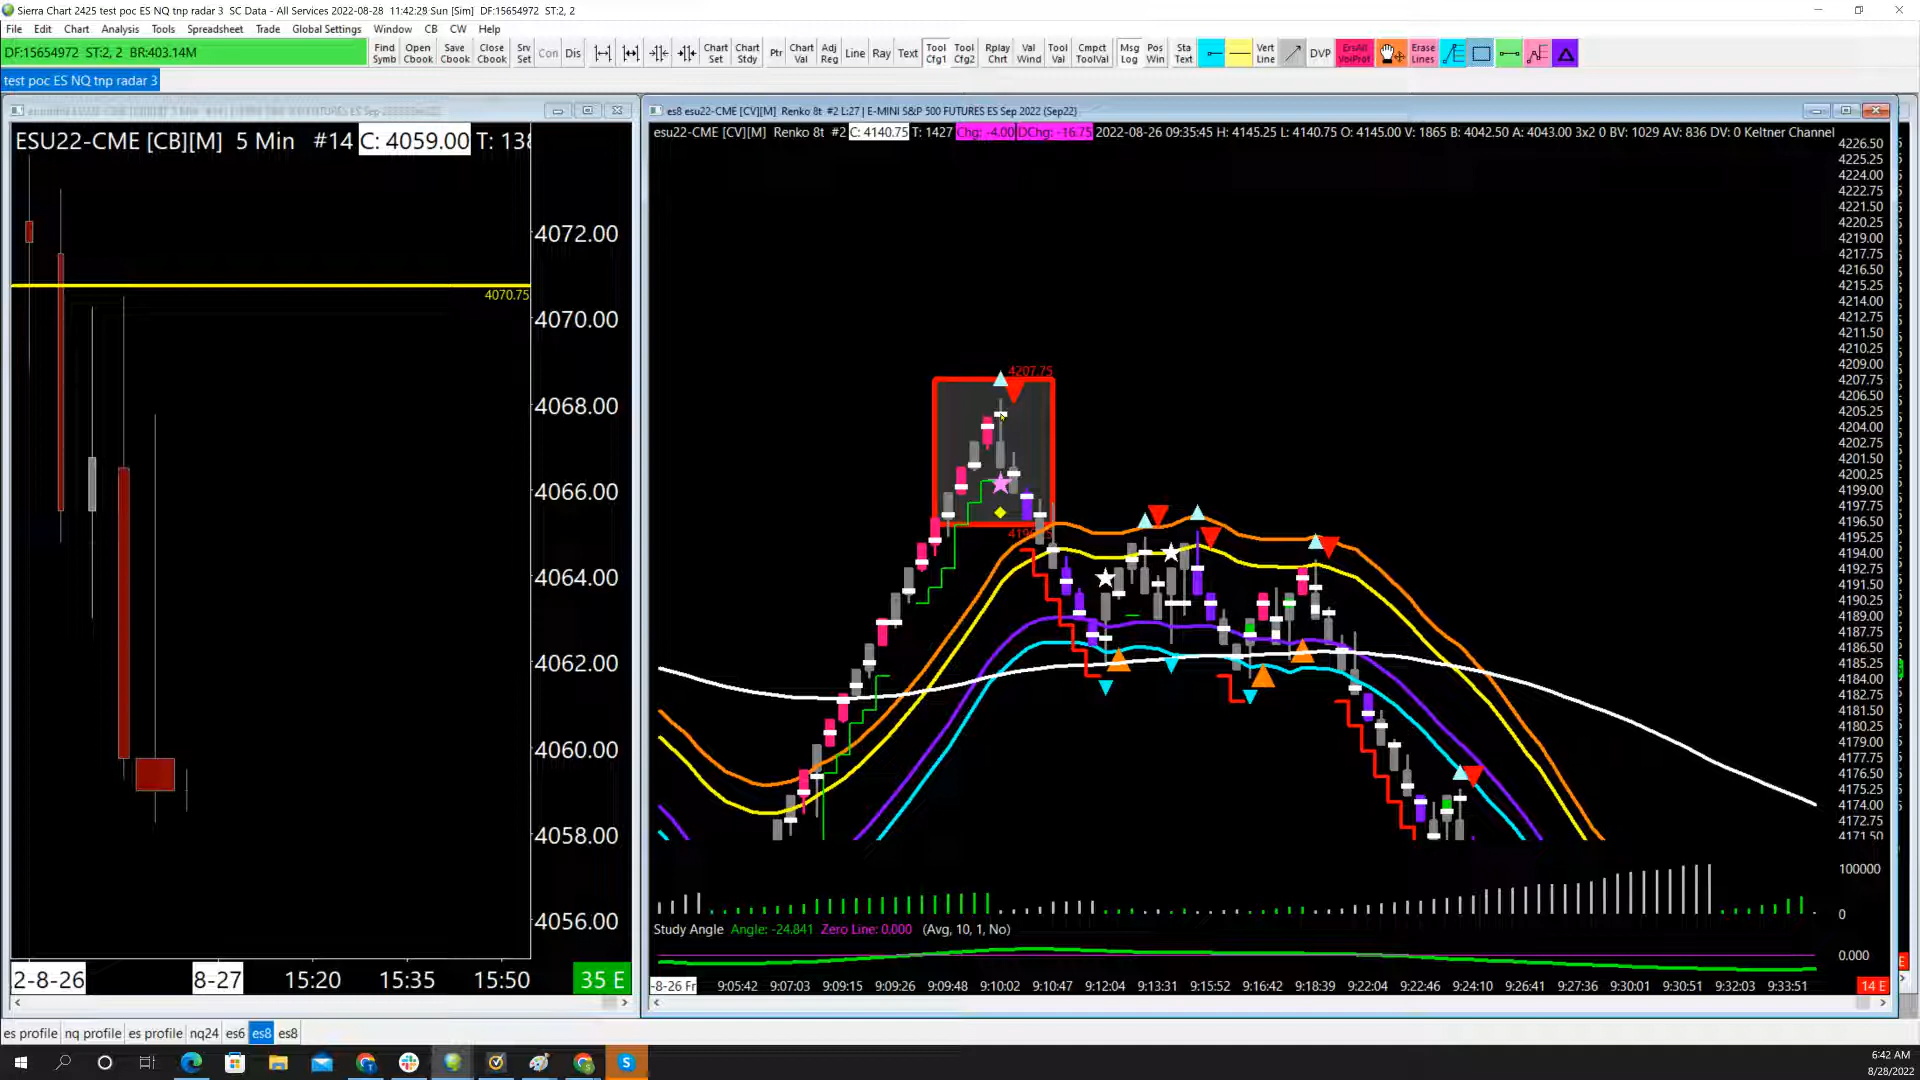 Sierra Chart 2425 test poc ES NQ tnp radar 3 SC Data - All Services 2022-08-28 11:42:29 Sun [Sim] DF:15654972 ST:2, 2
File Edit Chart Analysis Tools Spreadsheet Trade Global Settings Window CB CW Help
DF:15654972 ST:2, 2 BR:403.14M
Find Symb
Open Cbook
Save Cbook
Close Cbook
Srv Set
Con
Dis
Chart Set
Chart Stdy
Ptr
Chart Val
Adj Reg
Line
Ray
Text
Tool Cfg1
Tool Cfg2
Rplay Chrt
Val Wind
Tool Val
Cmpct ToolVal
Msg Log
Pos Win
Sta Text
Vert Line
DVP
ErsAll VolProf
Erase Lines
test poc ES NQ tnp radar 3
ESU22-CME [CB][M] 5 Min #14 C: 4059.00 T: 138
4072.00
4070.75
4070.00
4068.00
4066.00
4064.00
4062.00
4060.00
4058.00
4056.00
2-8-26 8-27 15:20 15:35 15:50 35 E
es8 esu22-CME [CV][M] Renko 8t #2 L:27 | E-MINI S&P 500 FUTURES ES Sep 2022 (Sep22)
esu22-CME [CV][M] Renko 8t #2 C: 4140.75 T: 1427 Chg: -4.00 DChg: -16.75 2022-08-26 09:35:45 H: 4145.25 L: 4140.75 O: 4145.00 V: 1865 B: 4042.50 A: 4043.00 3x2 0 BV: 1029 AV: 836 DV: 0 Keltner Channel
4226.50
4225.25
4224.00
4222.75
4221.50
4220.25
4219.00
4217.75
4216.50
4215.25
4214.00
4212.75
4211.50
4210.25
4209.00
4207.75
4206.50
4205.25
4204.00
4202.75
4201.50
4200.25
4199.00
4197.75
4196.50
4195.25
4194.00
4192.75
4191.50
4190.25
4189.00
4187.75
4186.50
4185.25
4184.00
4182.75
4181.50
4180.25
4179.00
4177.75
4176.50
4175.25
4174.00
4172.75
4171.50
4207.75
100000
0
Study Angle Angle: -24.841 Zero Line: 0.000 (Avg, 10, 1, No)
0.000
-8-26 Fr 9:05:42 9:07:03 9:09:15 9:09:26 9:09:48 9:10:02 9:10:47 9:12:04 9:13:31 9:15:52 9:16:42 9:18:39 9:22:04 9:22:46 9:24:10 9:26:41 9:27:36 9:30:01 9:30:51 9:32:03 9:33:51 14 E
es profile nq profile es profile nq24 es6 es8 es8
6:42 AM
8/28/2022